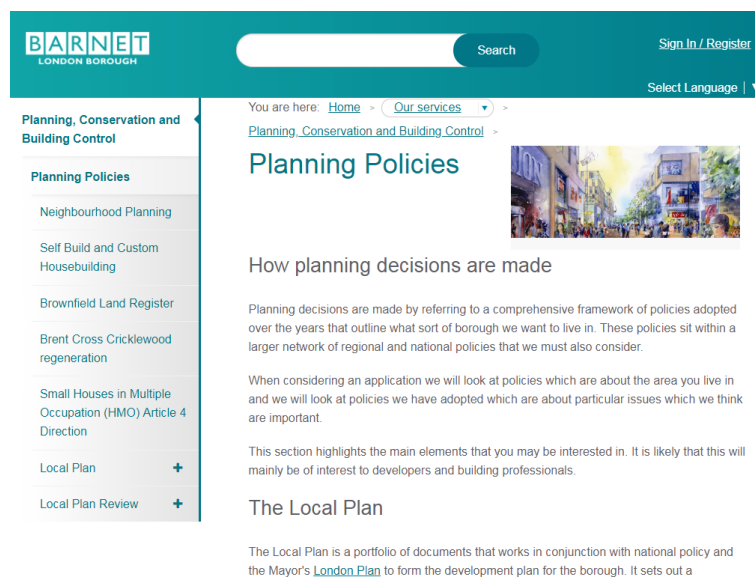 BARNET
LONDON BOROUGH
Search
Sign In / Register
Select Language
You are here: Home > Our services >
Planning, Conservation and Building Control >
Planning, Conservation and
Building Control
Planning Policies
Neighbourhood Planning
Self Build and Custom
Housebuilding
Brownfield Land Register
Brent Cross Cricklewood
regeneration
Small Houses in Multiple
Occupation (HMO) Article 4
Direction
Local Plan +
Local Plan Review +
Planning Policies
How planning decisions are made
Planning decisions are made by referring to a comprehensive framework of policies adopted
over the years that outline what sort of borough we want to live in. These policies sit within a
larger network of regional and national policies that we must also consider.
When considering an application we will look at policies which are about the area you live in
and we will look at policies we have adopted which are about particular issues which we think
are important.
This section highlights the main elements that you may be interested in. It is likely that this will
mainly be of interest to developers and building professionals.
The Local Plan
The Local Plan is a portfolio of documents that works in conjunction with national policy and
the Mayor's London Plan to form the development plan for the borough. It sets out a